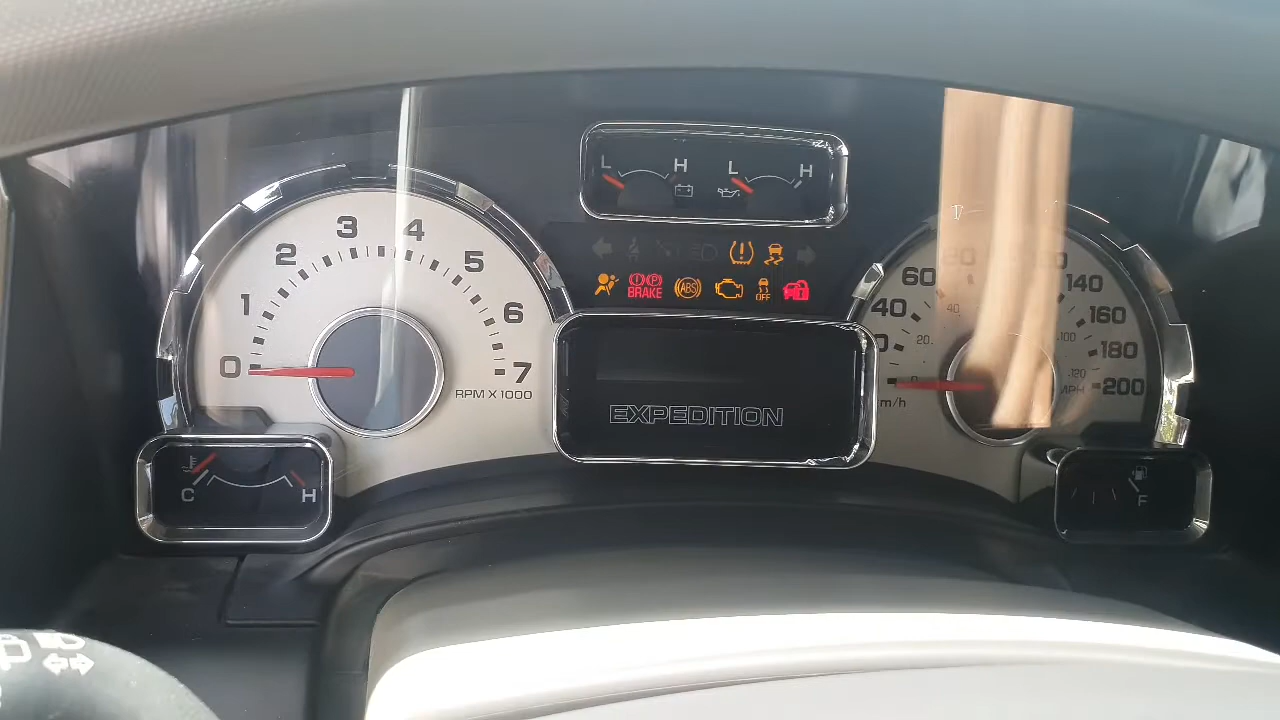 L H L H
3 4
2 5
1 6
0 7
RPM X 1000
BRAKE ABS OFF
EXPEDITION
60 80 140
40 160
20 100 180
0 120 200
MPH
C H
F